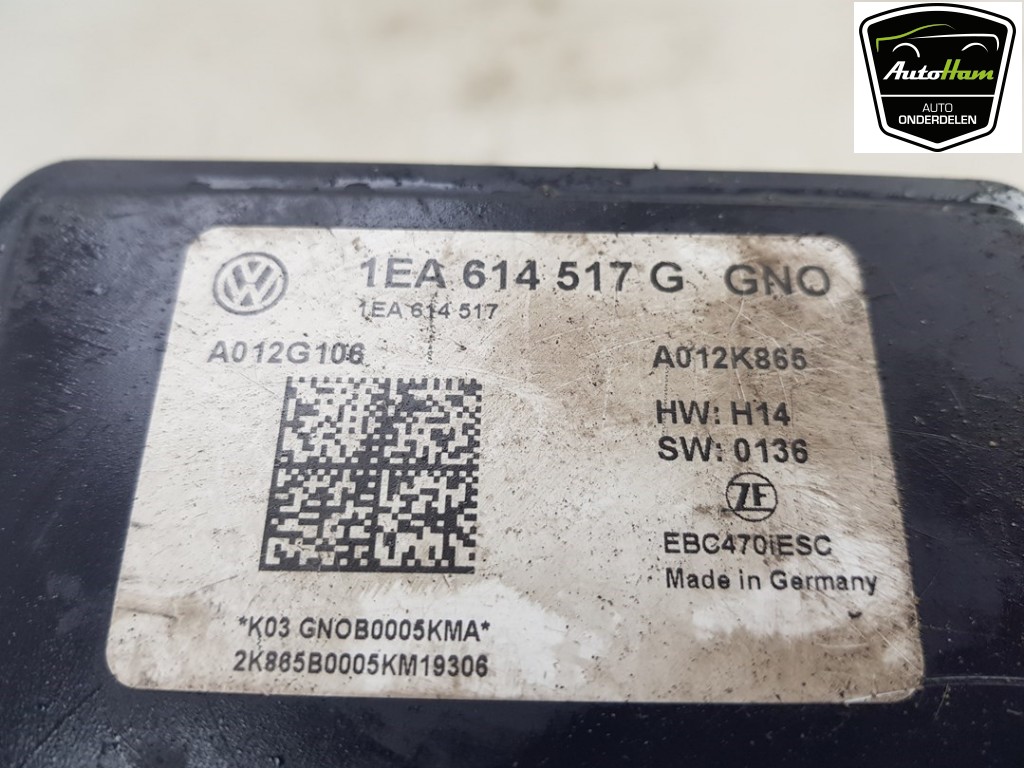 AutoHam
AUTO
ONDERDELEN
VW
1EA 614 517 G GNO
1EA 614 517
A012G106
A012K865
HW: H14
SW: 0136
ZF
EBC470iESC
Made in Germany
*K03 GNOB0005KMA*
2K865B0005KM19306